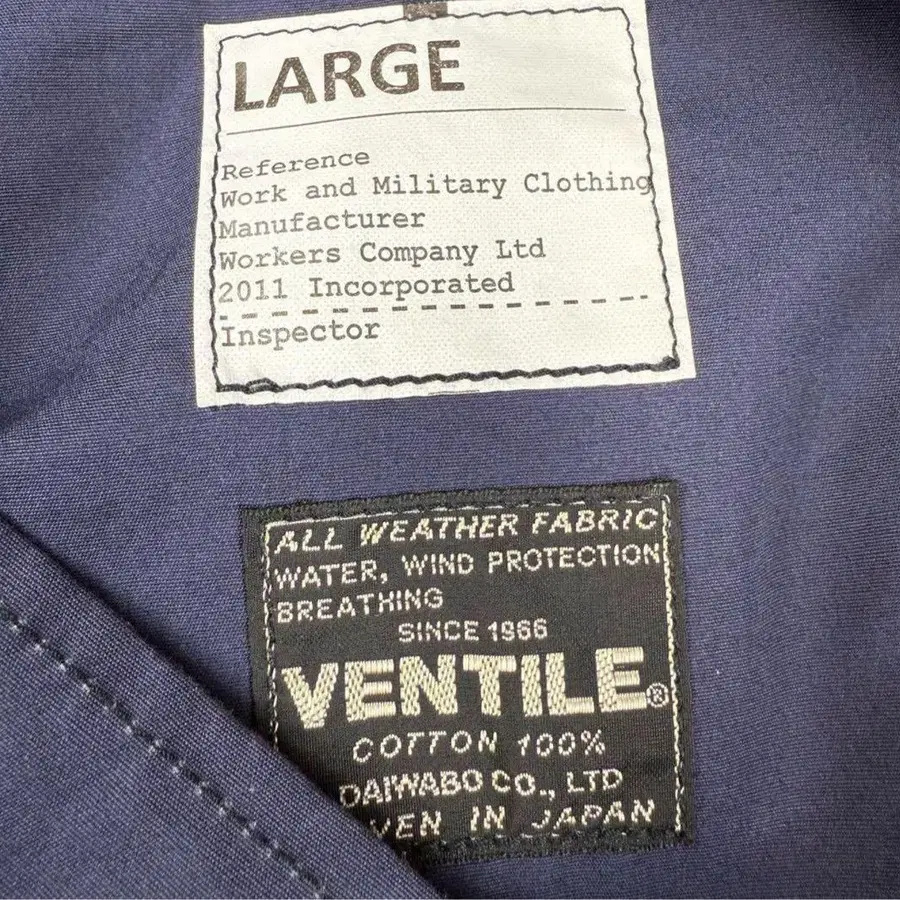 LARGE
Reference
Work and Military Clothing
Manufacturer
Workers Company Ltd
2011 Incorporated
Inspector
ALL WEATHER FABRIC
WATER, WIND PROTECTION
BREATHING
SINCE 1966
VENTILE®
COTTON 100%
DAIWABO CO., LTD
VEN IN JAPAN